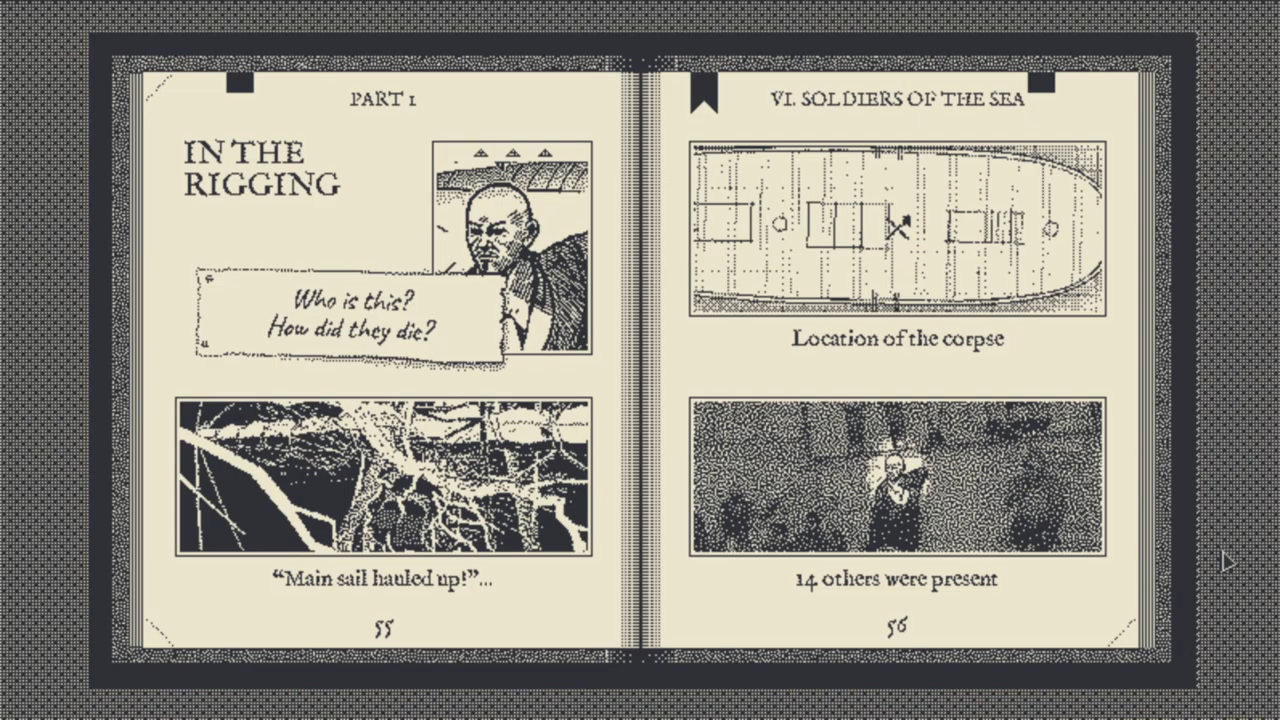 PART 1
IN THE
RIGGING
Who is this?
How did they die?
“Main sail hauled up!”...
55
VI. SOLDIERS OF THE SEA
Location of the corpse
14 others were present
56